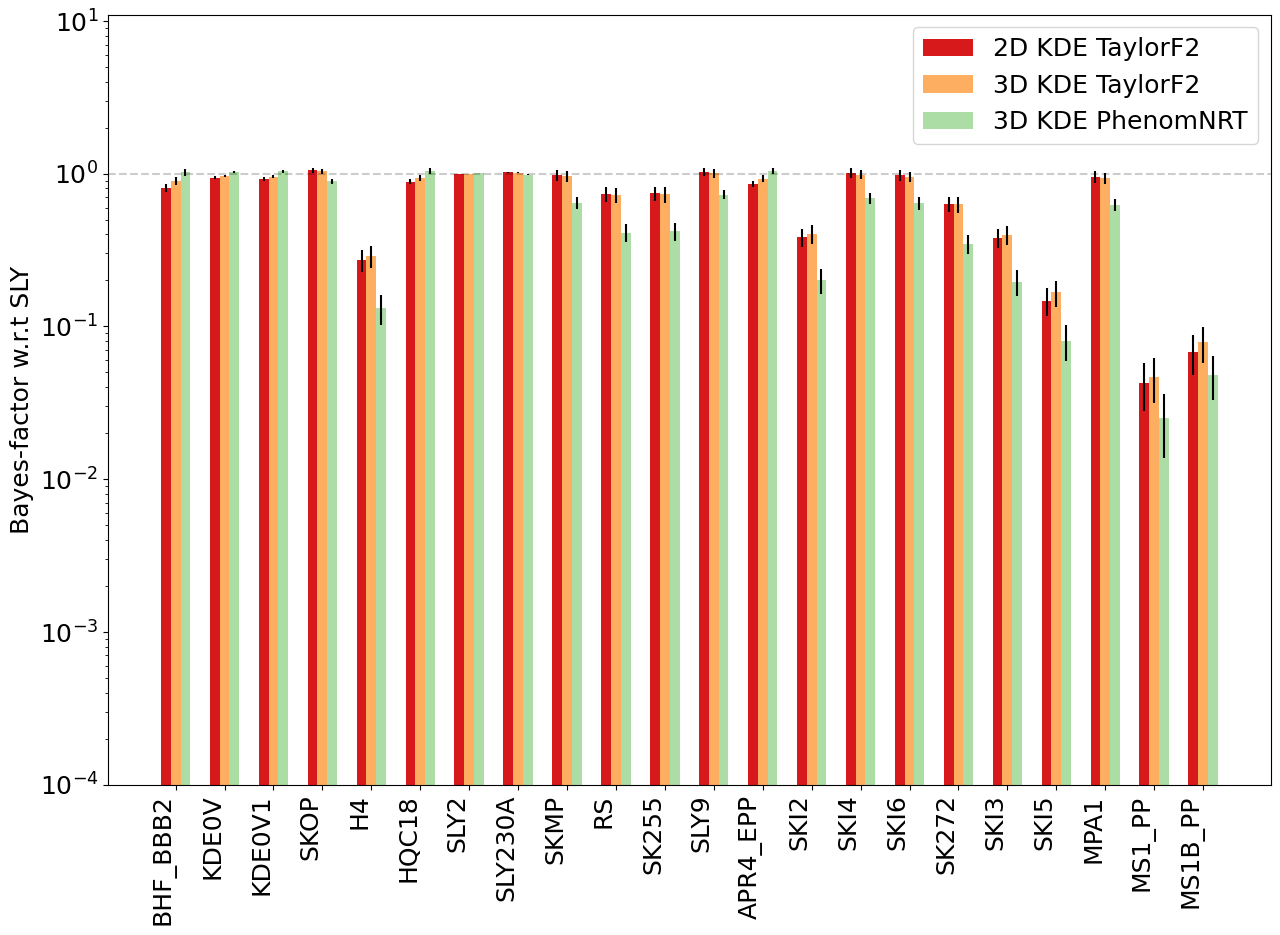 Bayes-factor w.r.t SLY
10^1
10^0
10^-1
10^-2
10^-3
10^-4
2D KDE TaylorF2
3D KDE TaylorF2
3D KDE PhenomNRT
BHF_BBB2
KDE0V
KDE0V1
SKOP
H4
HQC18
SLY2
SLY230A
SKMP
RS
SK255
SLY9
APR4_EPP
SKI2
SKI4
SKI6
SK272
SKI3
SKI5
MPA1
MS1_PP
MS1B_PP